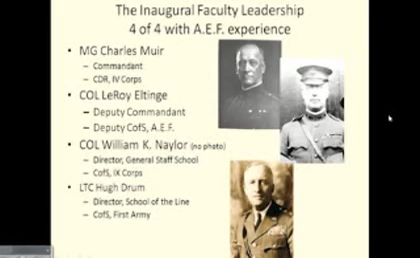 The Inaugural Faculty Leadership
4 of 4 with A.E.F. experience
• MG Charles Muir
– Commandant
– CDR, IV Corps
• COL LeRoy Eltinge
– Deputy Commandant
– Deputy CofS, A.E.F.
• COL William K. Naylor (no photo)
– Director, General Staff School
– CofS, IX Corps
• LTC Hugh Drum
– Director, School of the Line
– CofS, First Army